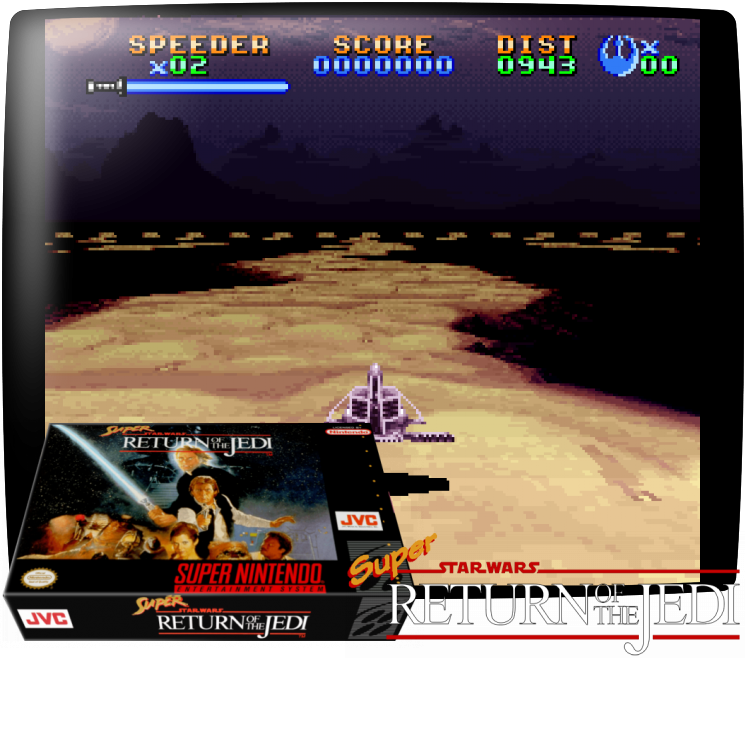 SPEEDER SCORE DIST x
x02 0000000 0943 00
Super
STAR WARS
RETURN OF THE JEDI
Nintendo
JVC
SUPER NINTENDO
ENTERTAINMENT SYSTEM
JVC
Super
STAR WARS
RETURN OF THE JEDI
Super
STAR WARS
RETURN OF THE JEDI